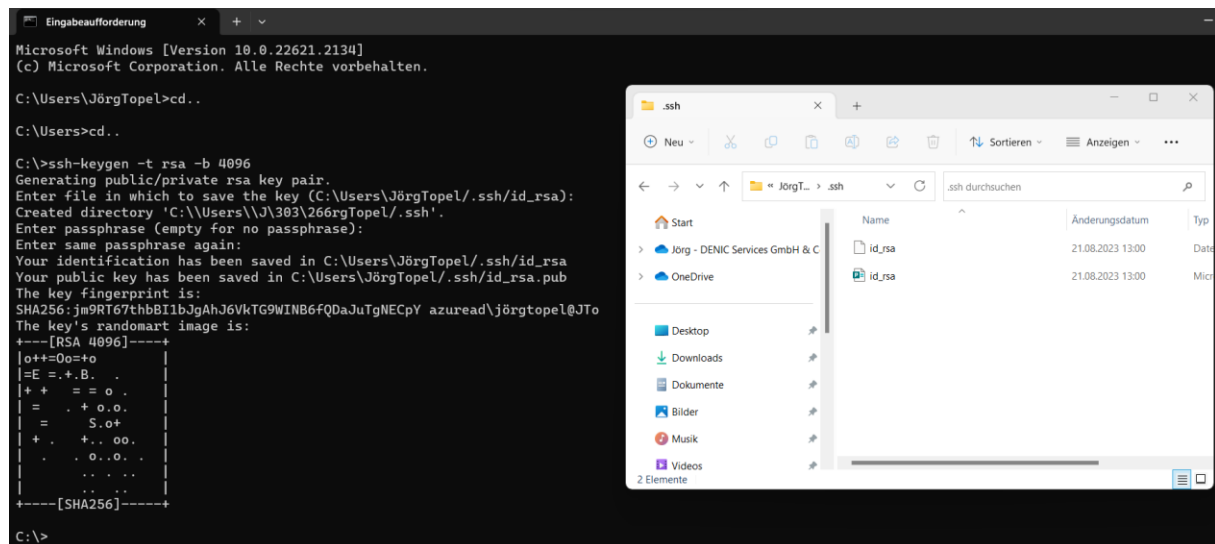 Eingabeaufforderung
Microsoft Windows [Version 10.0.22621.2134]
(c) Microsoft Corporation. Alle Rechte vorbehalten.
C:\Users\JörgTopel>cd..
C:\Users>cd..
C:\>ssh-keygen -t rsa -b 4096
Generating public/private rsa key pair.
Enter file in which to save the key (C:\Users\JörgTopel/.ssh/id_rsa):
Created directory 'C:\\Users\\J\303\266rgTopel/.ssh'.
Enter passphrase (empty for no passphrase):
Enter same passphrase again:
Your identification has been saved in C:\Users\JörgTopel/.ssh/id_rsa
Your public key has been saved in C:\Users\JörgTopel/.ssh/id_rsa.pub
The key fingerprint is:
SHA256:jm9RT67thbBI1bJgAhJ6VkTG9WINB6fQDaJuTgNECpY azuread\jörgtopel@JTo
The key's randomart image is:
+---[RSA 4096]----+
|o++=Oo=+o        |
|=E =.+.B.  .     |
|+ +   = = o .    |
| =   . + o.o.    |
|  =     S.o+     |
| + .   +.. oo.   |
|  .   . o..o. .  |
|       .. . ..   |
|       .. ..     |
+----[SHA256]-----+
C:\>
.ssh
Neu
Sortieren
Anzeigen
« JörgT... › .ssh
.ssh durchsuchen
Start
Jörg - DENIC Services GmbH & C
OneDrive
Desktop
Downloads
Dokumente
Bilder
Musik
Videos
Name Änderungsdatum Typ
id_rsa 21.08.2023 13:00 Date
id_rsa 21.08.2023 13:00 Micr
2 Elemente